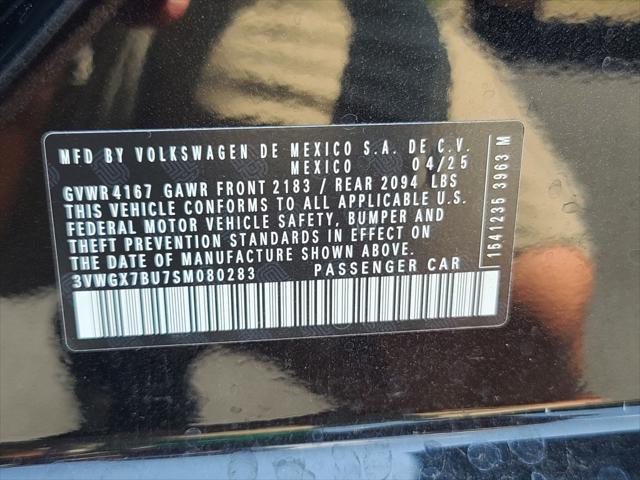 MFD BY VOLKSWAGEN DE MEXICO S.A. DE C.V.
MEXICO 04/25
GVWR 4167 GAWR FRONT 2183 / REAR 2094 LBS
THIS VEHICLE CONFORMS TO ALL APPLICABLE U.S.
FEDERAL MOTOR VEHICLE SAFETY, BUMPER AND
THEFT PREVENTION STANDARDS IN EFFECT ON
THE DATE OF MANUFACTURE SHOWN ABOVE.
3VWGX7BU7SM080283 PASSENGER CAR
1641236 3963 M